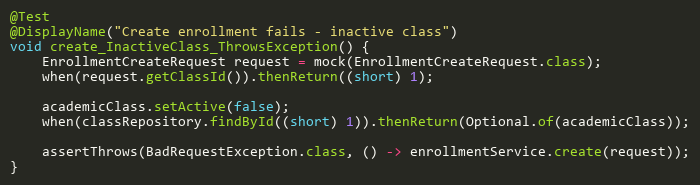 @Test
@DisplayName("Create enrollment fails - inactive class")
void create_InactiveClass_ThrowsException() {
    EnrollmentCreateRequest request = mock(EnrollmentCreateRequest.class);
    when(request.getClassId()).thenReturn((short) 1);

    academicClass.setActive(false);
    when(classRepository.findById((short) 1)).thenReturn(Optional.of(academicClass));

    assertThrows(BadRequestException.class, () -> enrollmentService.create(request));
}